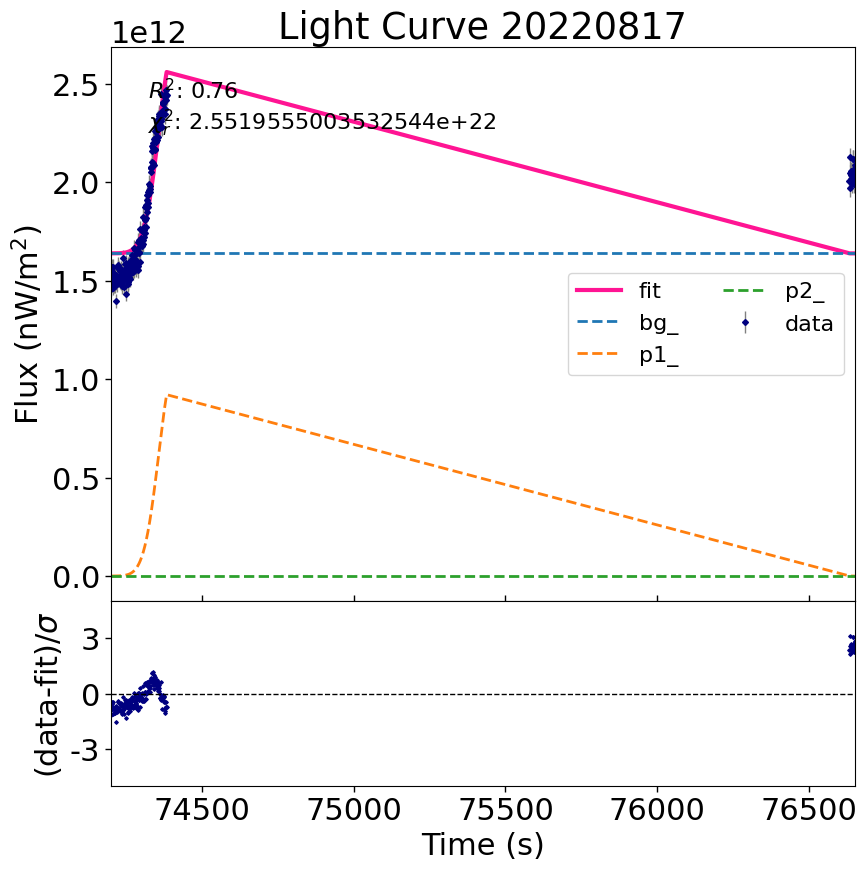 Light Curve 20220817
1e12
R²: 0.76
χᵣ²: 2.5519555003532544e+22
2.5
2.0
1.5
1.0
0.5
0.0
Flux (nW/m²)
fit
bg_
p1_
p2_
data
3
0
-3
(data-fit)/σ
74500 75000 75500 76000 76500
Time (s)